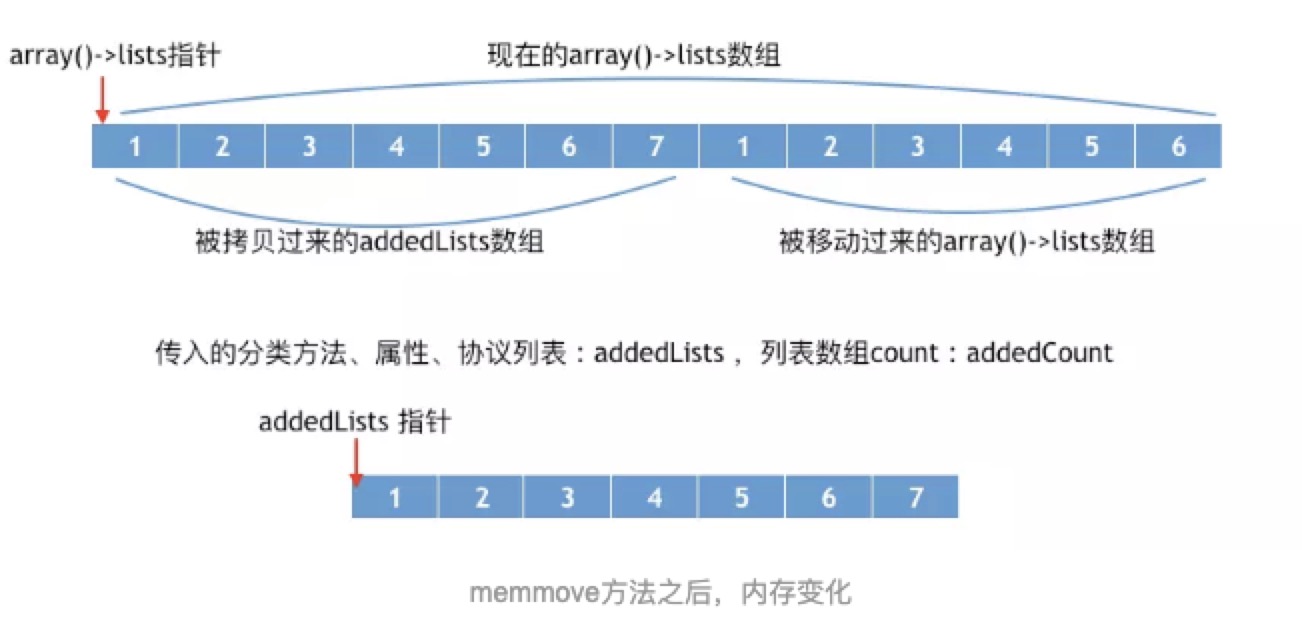 array()->lists指针 现在的array()->lists数组
1 2 3 4 5 6 7 1 2 3 4 5 6
被拷贝过来的addedLists数组 被移动过来的array()->lists数组
传入的分类方法、属性、协议列表：addedLists ，列表数组count：addedCount
addedLists 指针
1 2 3 4 5 6 7
memmove方法之后，内存变化